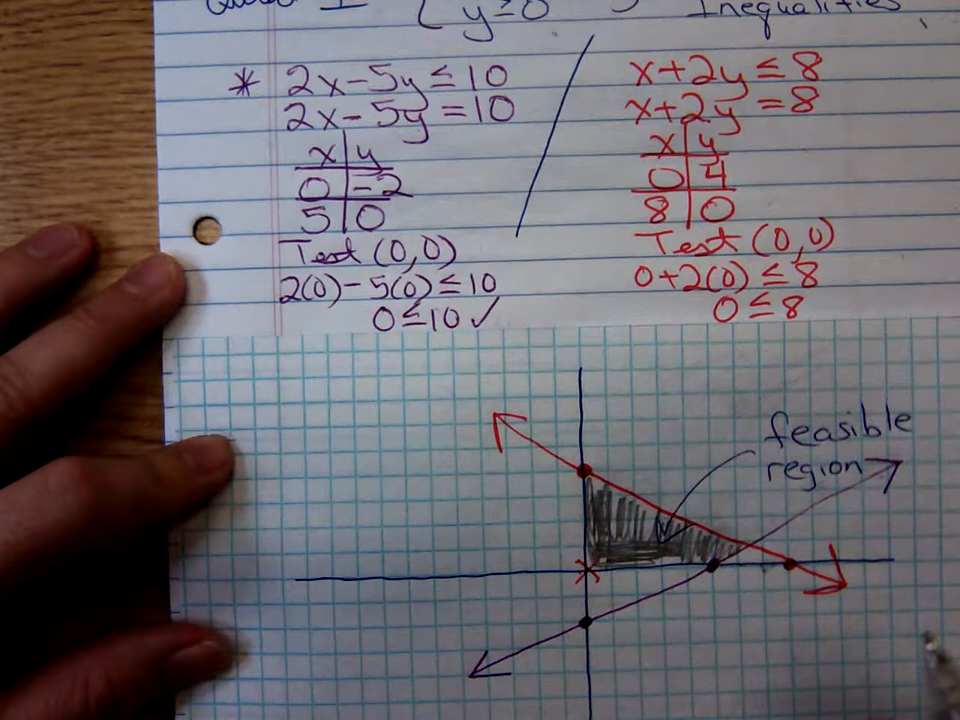 { y≥0 }
Inequalities
* 2x-5y≤10
2x-5y=10
x|y
0|-2
5|0
Test (0,0)
2(0)-5(0)≤10
0≤10✓
x+2y≤8
x+2y=8
x|y
0|4
8|0
Test (0,0)
0+2(0)≤8
0≤8
feasible
region